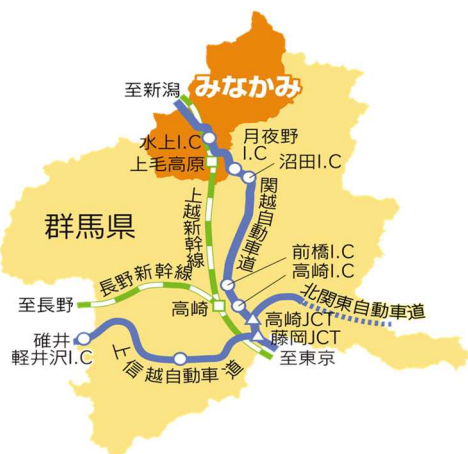 みなかみ
至新潟
水上I.C
上毛高原
月夜野
I.C
沼田I.C
関越自動車道
上越新幹線
群馬県
前橋I.C
高崎I.C
長野新幹線
北関東自動車道
至長野
高崎
高崎JCT
藤岡JCT
碓井
軽井沢I.C
至東京
上信越自動車道